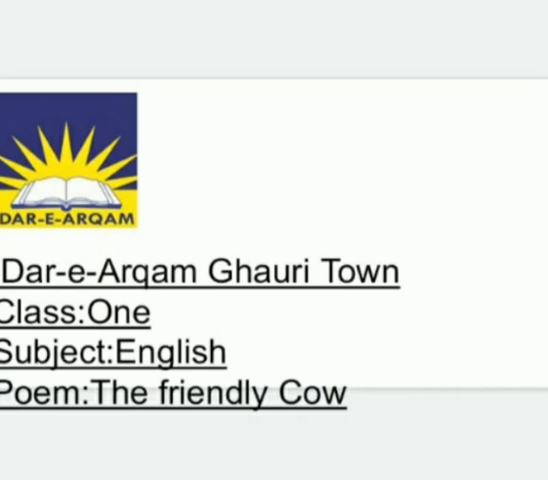 DAR-E-ARQAM
Dar-e-Arqam Ghauri Town
Class:One
Subject:English
Poem:The friendly Cow